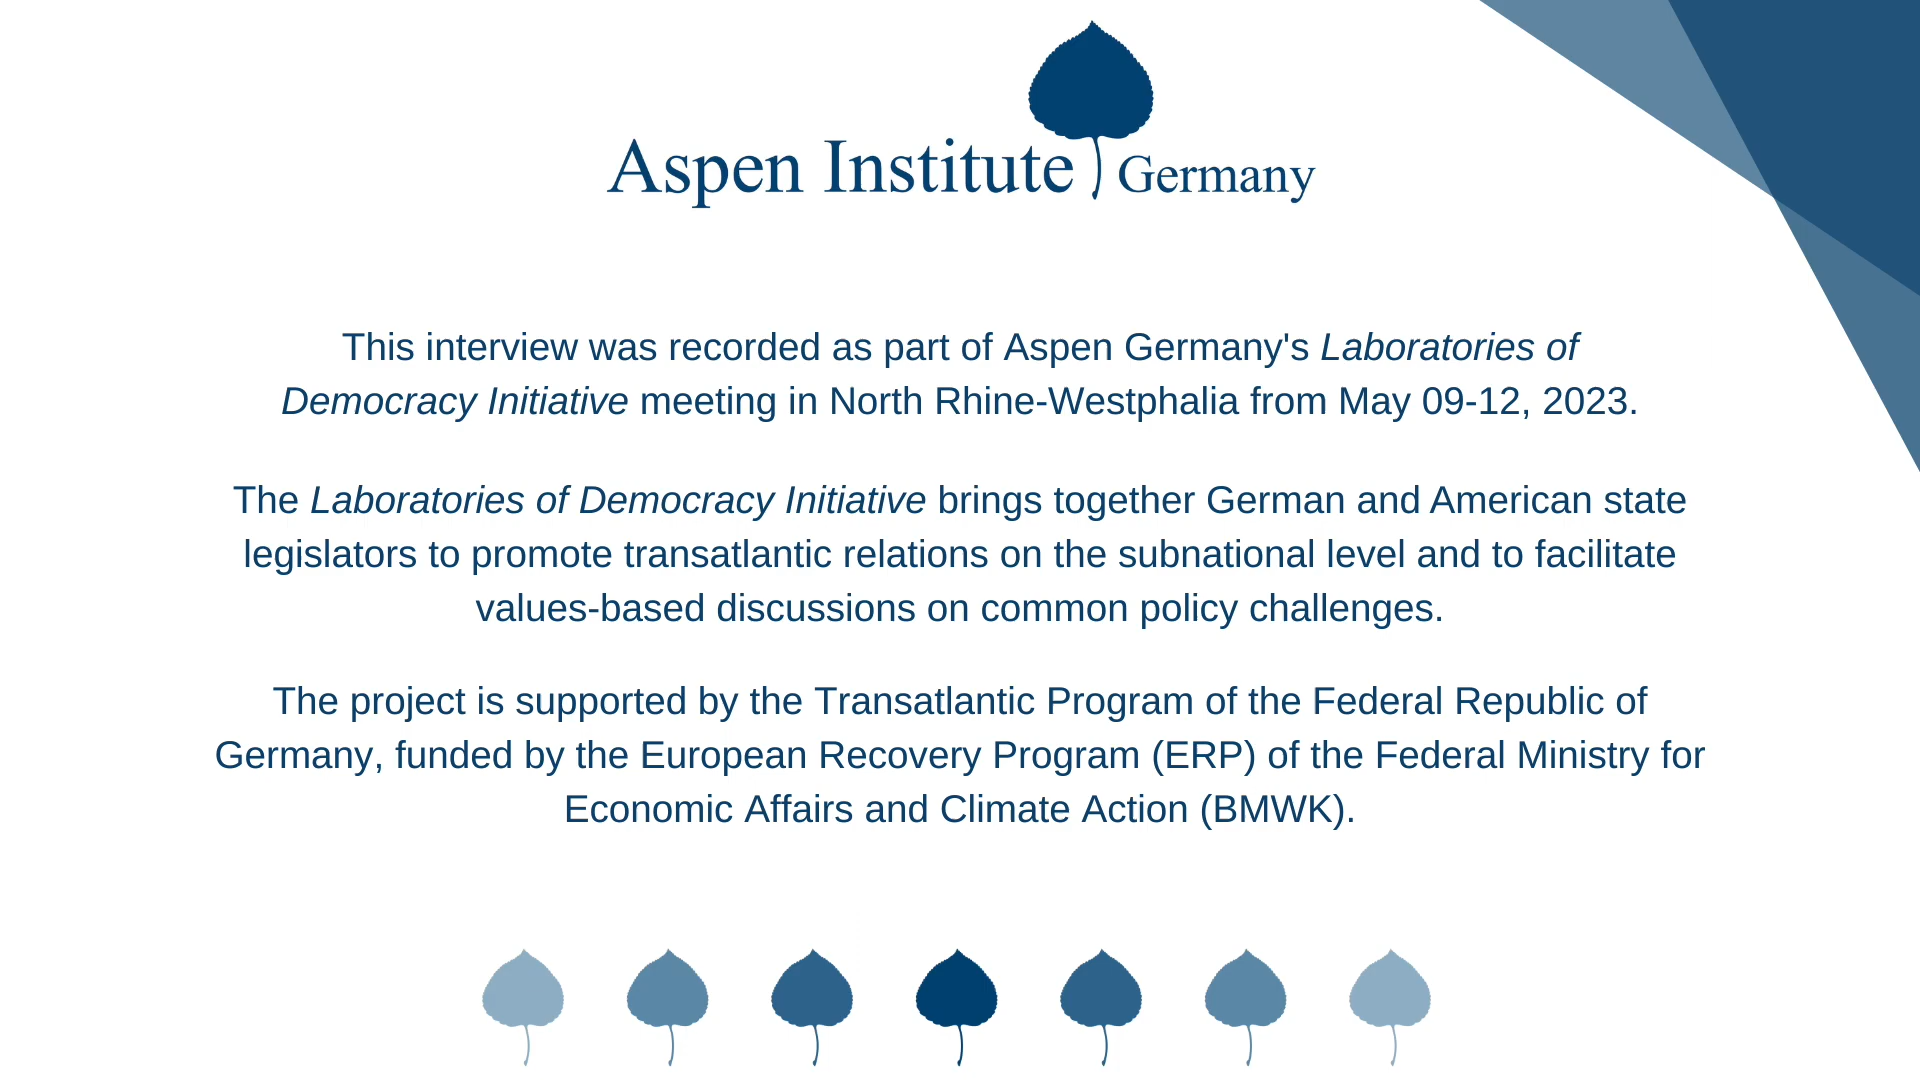 Aspen Institute Germany
This interview was recorded as part of Aspen Germany's Laboratories of
Democracy Initiative meeting in North Rhine-Westphalia from May 09-12, 2023.
The Laboratories of Democracy Initiative brings together German and American state
legislators to promote transatlantic relations on the subnational level and to facilitate
values-based discussions on common policy challenges.
The project is supported by the Transatlantic Program of the Federal Republic of
Germany, funded by the European Recovery Program (ERP) of the Federal Ministry for
Economic Affairs and Climate Action (BMWK).